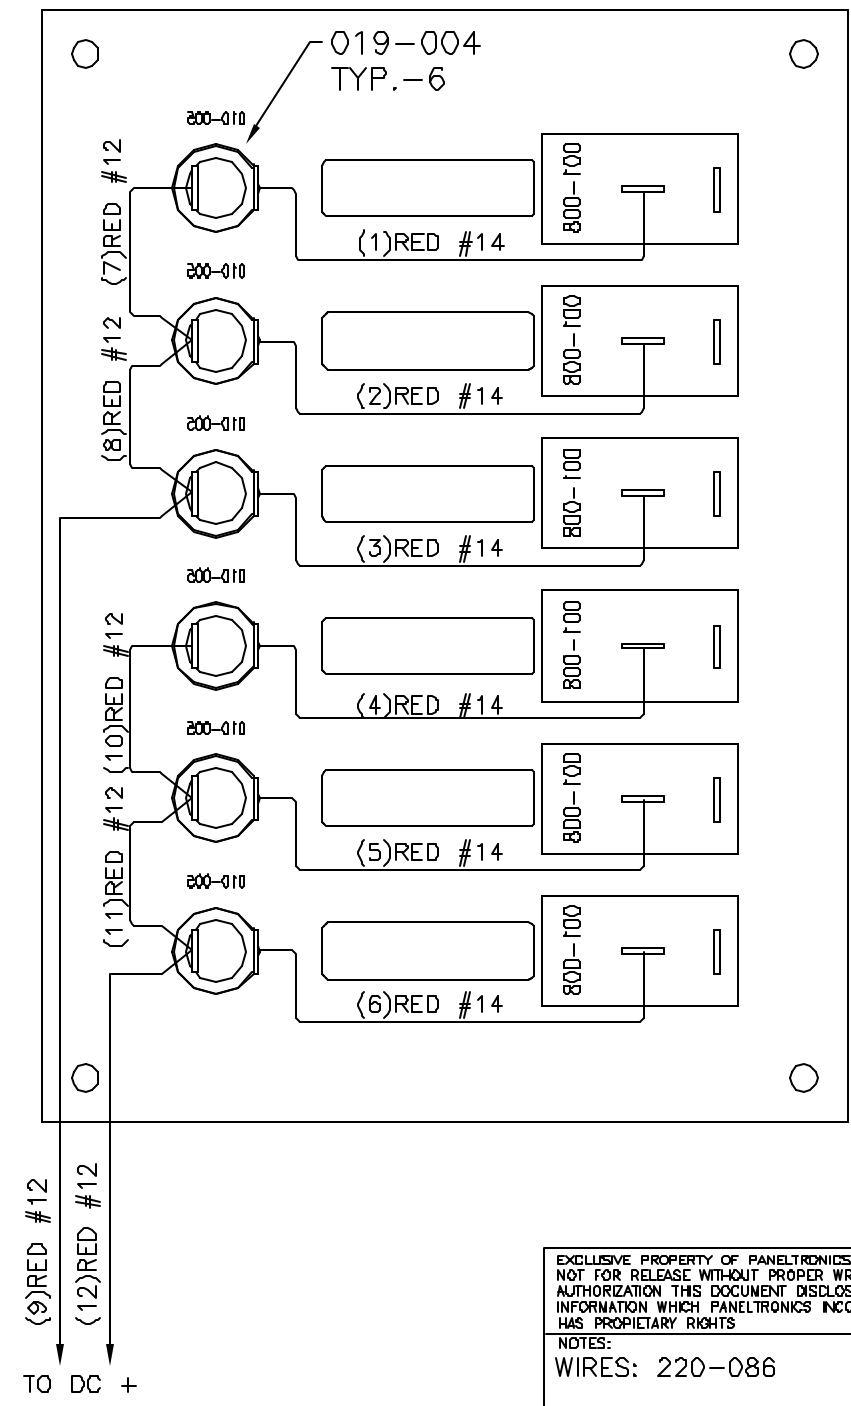 019-004
TYP.-6
010-005
001-008
(7)RED #12
(1)RED #14
010-005
001-008
(8)RED #12
(2)RED #14
010-005
001-008
(3)RED #14
010-005
001-008
(10)RED #12
(4)RED #14
010-005
001-008
(11)RED #12
(5)RED #14
010-005
001-008
(6)RED #14
(9)RED #12
(12)RED #12
TO DC +
EXCLUSIVE PROPERTY OF PANELTRONICS
NOT FOR RELEASE WITHOUT PROPER WR
AUTHORIZATION THIS DOCUMENT DISCLOS
INFORMATION WHICH PANELTRONICS INCO
HAS PROPIETARY RIGHTS
NOTES:
WIRES: 220-086